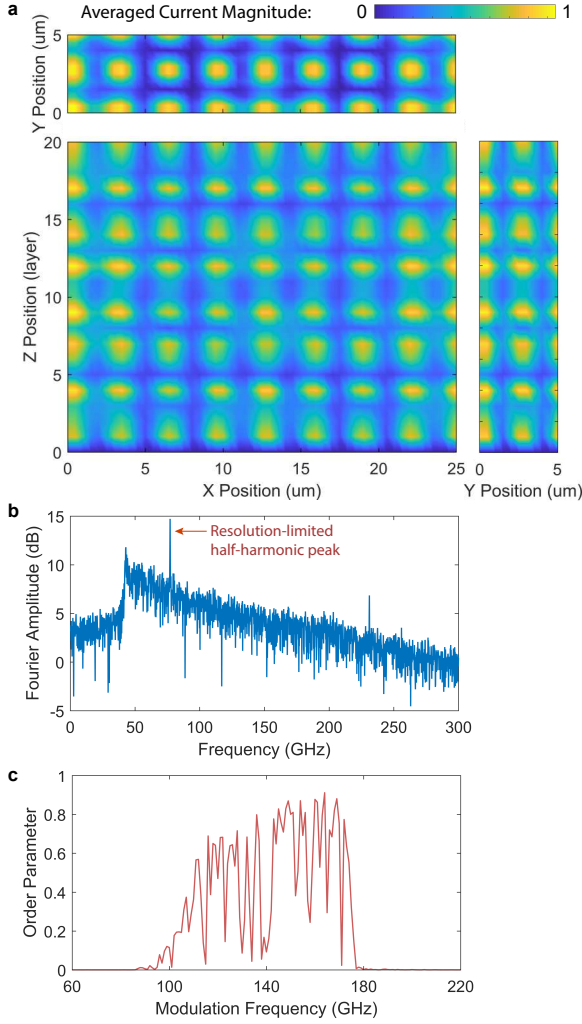 a Averaged Current Magnitude: 0 1
Y Position (um)
5
0
Z Position (layer)
20
15
10
5
0
0 5 10 15 20 25
X Position (um)
0 5
Y Position (um)
b
Fourier Amplitude (dB)
15
10
5
0
-5
Resolution-limited
half-harmonic peak
0 50 100 150 200 250 300
Frequency (GHz)
c
Order Parameter
1
0.8
0.6
0.4
0.2
0
60 100 140 180 220
Modulation Frequency (GHz)